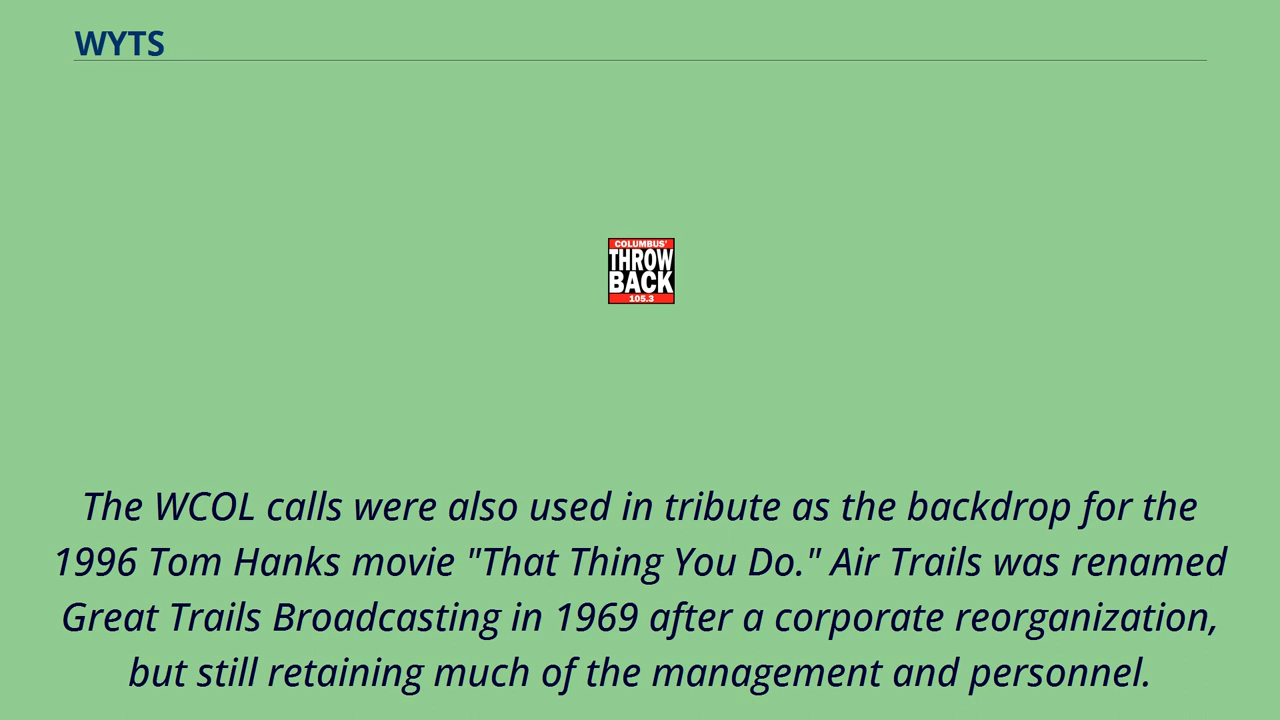 WYTS
COLUMBUS'
THROW
BACK
105.3
The WCOL calls were also used in tribute as the backdrop for the
1996 Tom Hanks movie "That Thing You Do." Air Trails was renamed
Great Trails Broadcasting in 1969 after a corporate reorganization,
but still retaining much of the management and personnel.